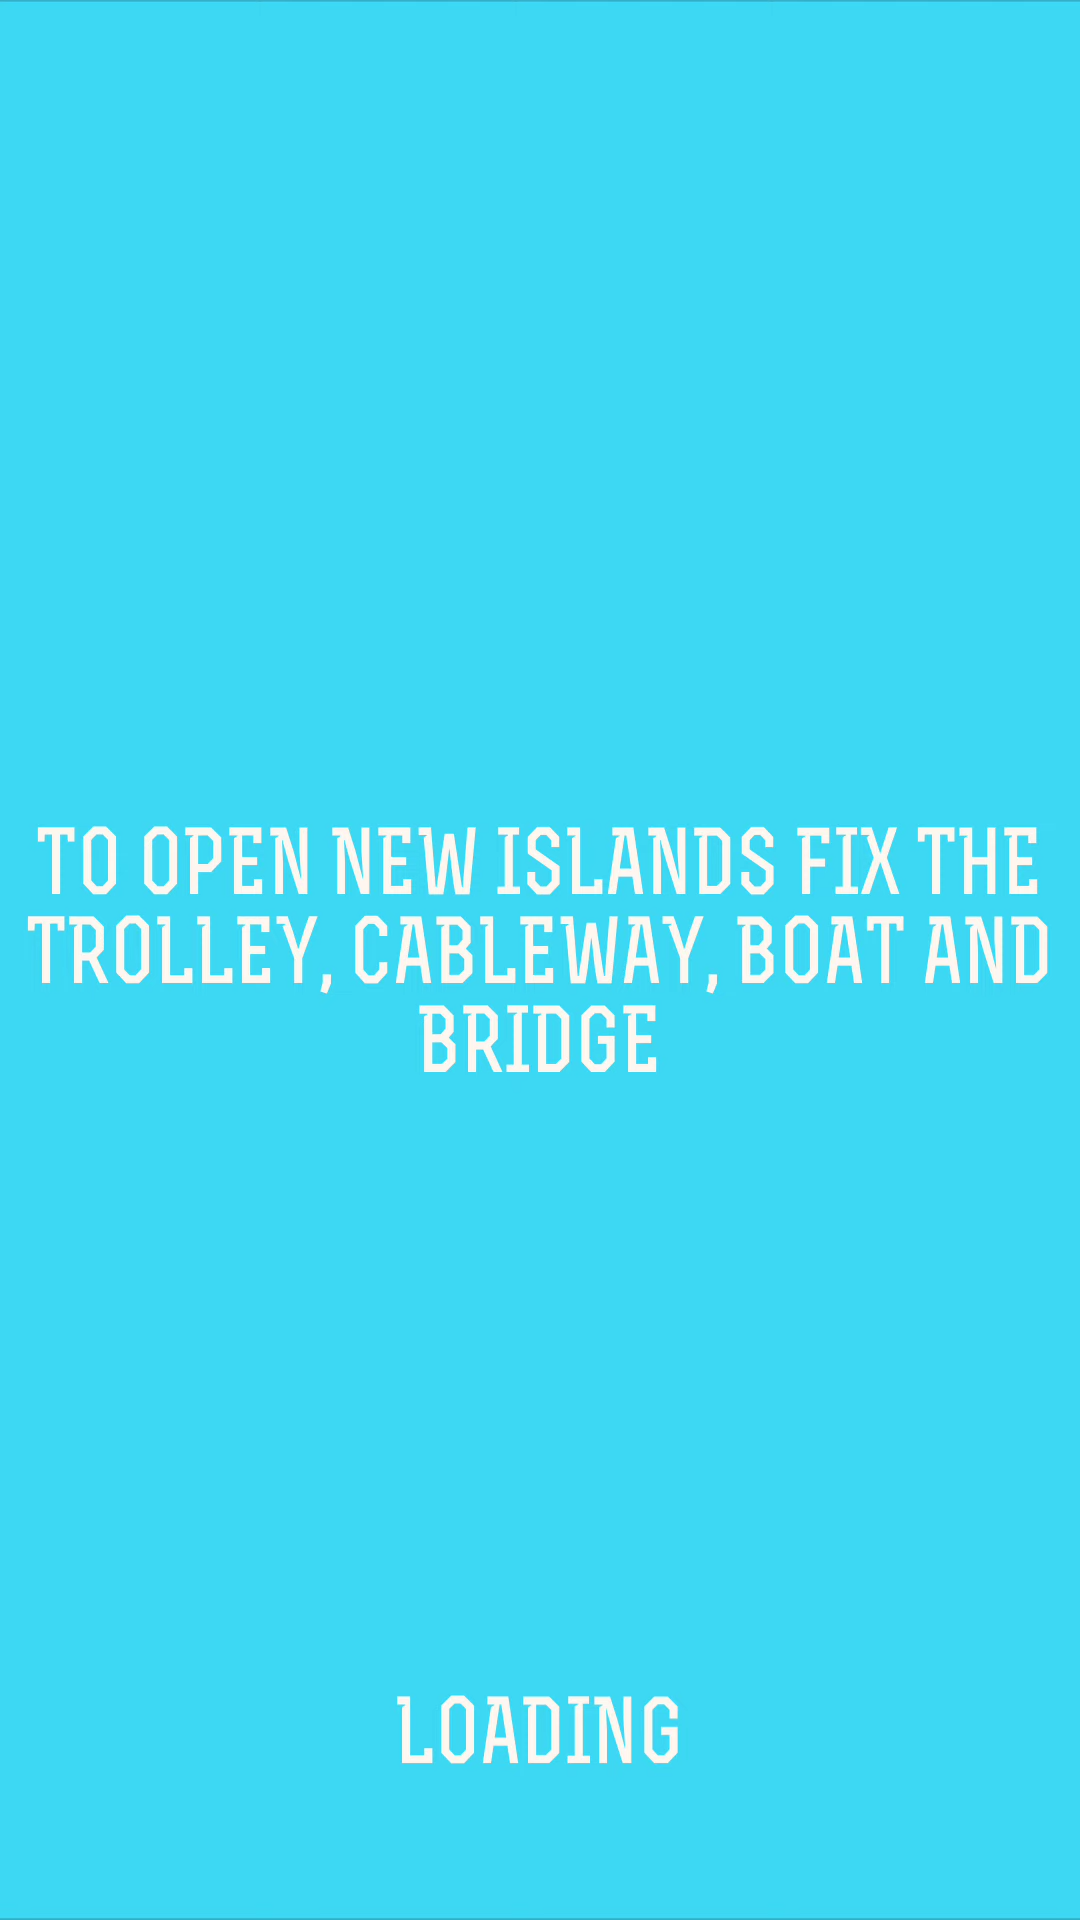 TO OPEN NEW ISLANDS FIX THE
TROLLEY, CABLEWAY, BOAT AND
BRIDGE
LOADING